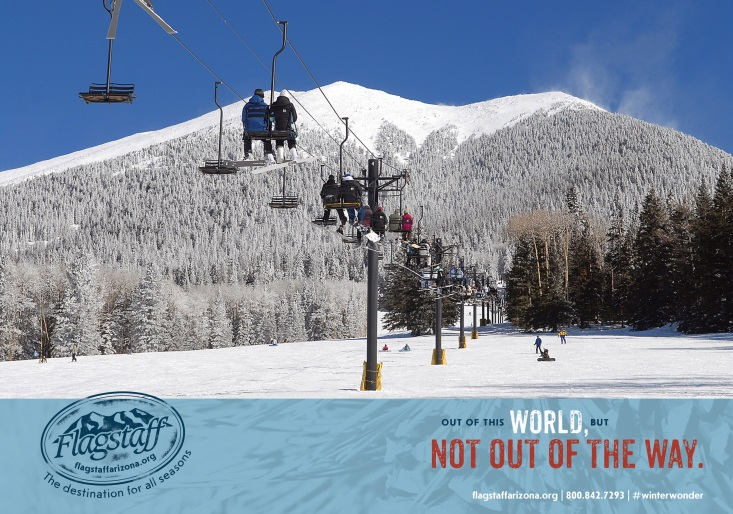 Flagstaff
flagstaffarizona.org
The destination for all seasons
OUT OF THIS WORLD, BUT
NOT OUT OF THE WAY.
flagstaffarizona.org | 800.842.7293 | #winterwonder